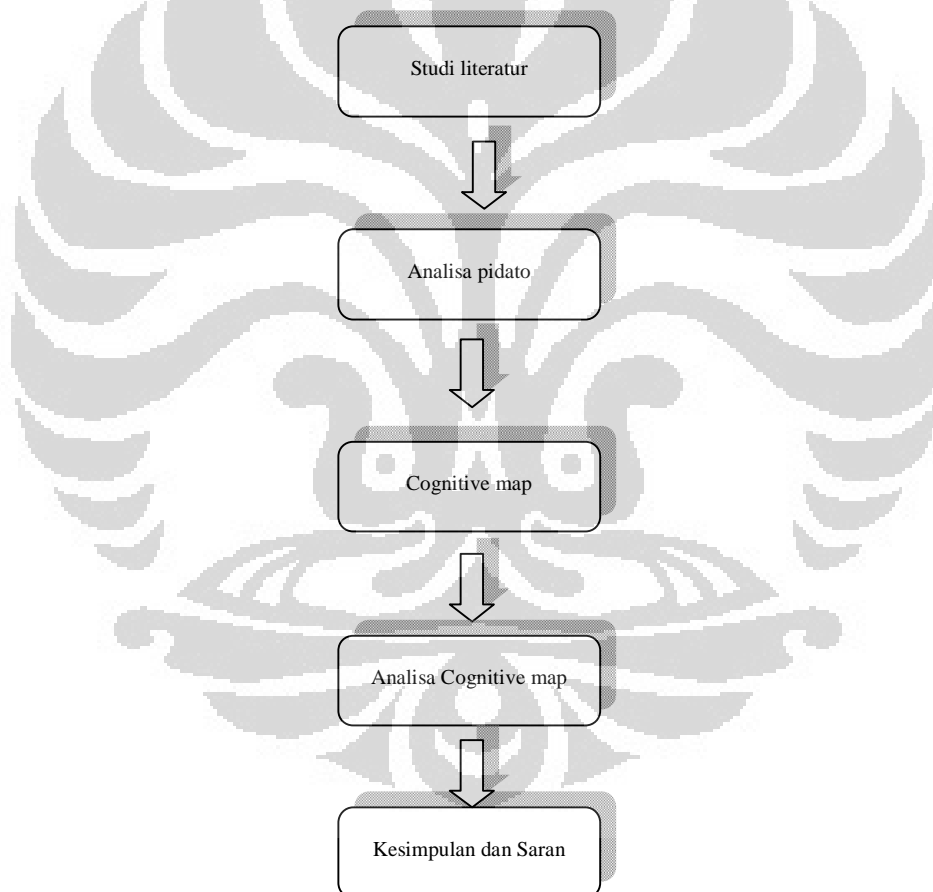 Studi literatur
Analisa pidato
Cognitive map
Analisa Cognitive map
Kesimpulan dan Saran